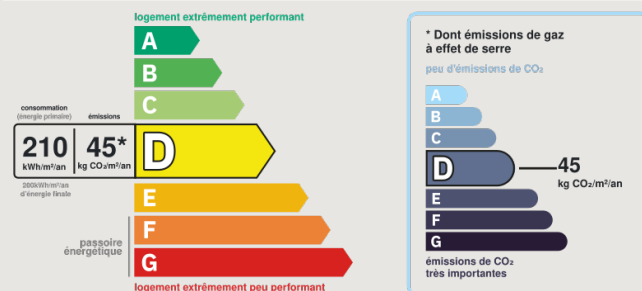 logement extrêmement performant
A
B
C
consommation
(énergie primaire)
émissions
210
kWh/m²/an
45*
kg CO₂/m²/an
D
280kWh/m²/an
d'énergie finale
E
F
G
passoire
énergétique
logement extrêmement peu performant
* Dont émissions de gaz
à effet de serre
peu d'émissions de CO₂
A
B
C
D
45
kg CO₂/m²/an
E
F
G
émissions de CO₂
très importantes